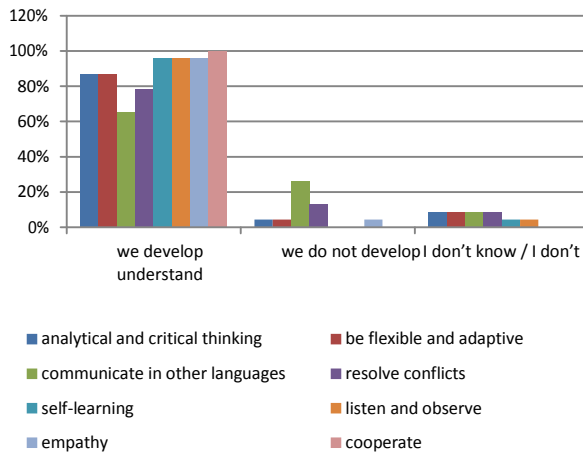 120%
100%
80%
60%
40%
20%
0%
we develop we do not develop I don’t know / I don’t
understand
analytical and critical thinking be flexible and adaptive
communicate in other languages resolve conflicts
self-learning listen and observe
empathy cooperate